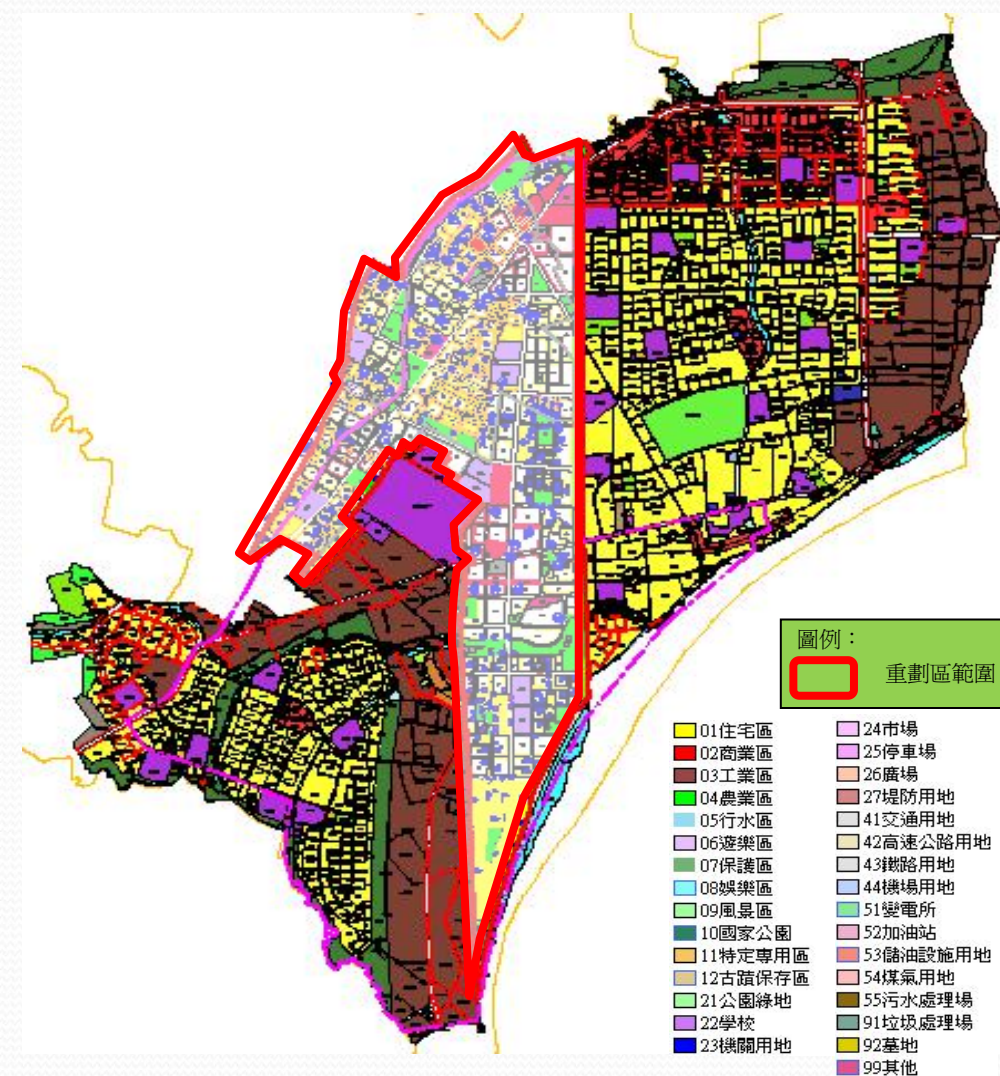 圖例：
重劃區範圍
01住宅區
02商業區
03工業區
04農業區
05行水區
06遊樂區
07保護區
08娛樂區
09風景區
10國家公園
11特定專用區
12古蹟保存區
21公園綠地
22學校
23機關用地
24市場
25停車場
26廣場
27堤防用地
41交通用地
42高速公路用地
43鐵路用地
44機場用地
51變電所
52加油站
53儲油設施用地
54煤氣用地
55污水處理場
91垃圾處理場
92墓地
99其他